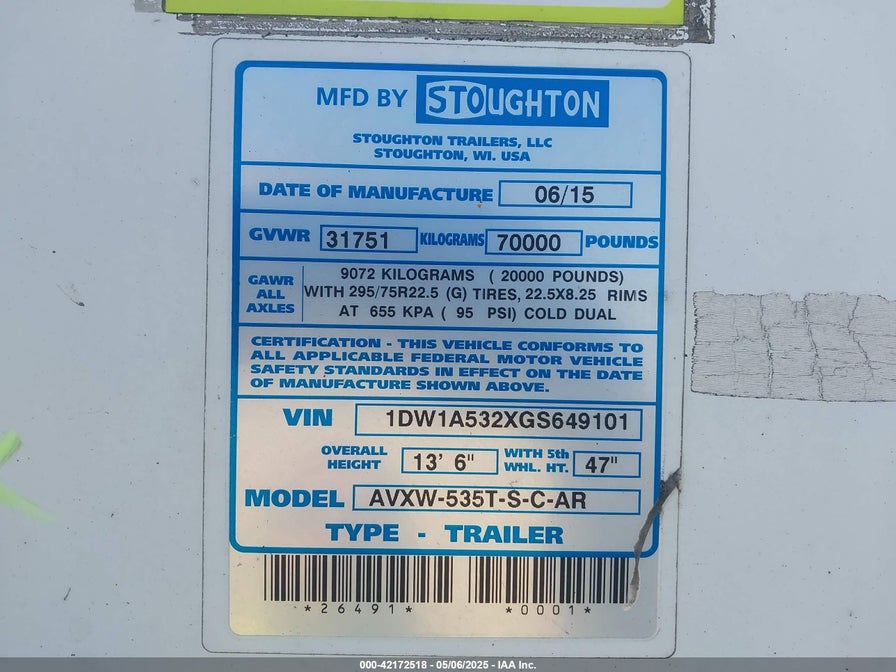 MFD BY STOUGHTON
STOUGHTON TRAILERS, LLC
STOUGHTON, WI. USA
DATE OF MANUFACTURE 06/15
GVWR 31751 KILOGRAMS 70000 POUNDS
GAWR ALL AXLES
9072 KILOGRAMS ( 20000 POUNDS)
WITH 295/75R22.5 (G) TIRES, 22.5X8.25 RIMS
AT 655 KPA ( 95 PSI) COLD DUAL
CERTIFICATION - THIS VEHICLE CONFORMS TO
ALL APPLICABLE FEDERAL MOTOR VEHICLE
SAFETY STANDARDS IN EFFECT ON THE DATE
OF MANUFACTURE SHOWN ABOVE.
VIN 1DW1A532XGS649101
OVERALL HEIGHT 13' 6" WITH 5th WHL. HT. 47"
MODEL AVXW-535T-S-C-AR
TYPE - TRAILER
*26491* *0001*
000-42172518 - 05/06/2025 - IAA Inc.